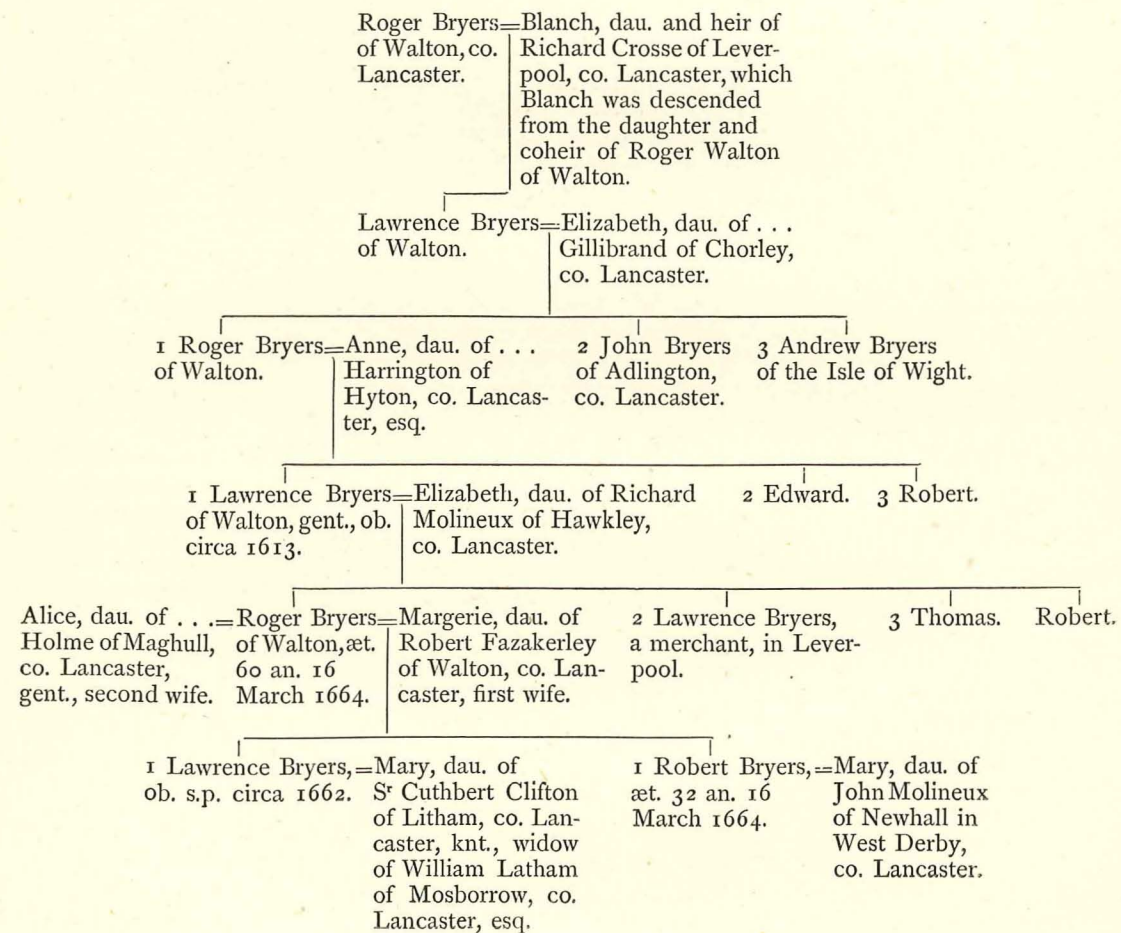 Roger Bryers=Blanch, dau. and heir of
of Walton, co. Richard Crosse of Lever-
Lancaster. pool, co. Lancaster, which
Blanch was descended
from the daughter and
coheir of Roger Walton
of Walton.
Lawrence Bryers=Elizabeth, dau. of . . .
of Walton. Gillibrand of Chorley,
co. Lancaster.
1 Roger Bryers=Anne, dau. of . . . 2 John Bryers 3 Andrew Bryers
of Walton. Harrington of of Adlington, of the Isle of Wight.
Hyton, co. Lancas- co. Lancaster.
ter, esq.
1 Lawrence Bryers=Elizabeth, dau. of Richard 2 Edward. 3 Robert.
of Walton, gent., ob. Molineux of Hawkley,
circa 1613. co. Lancaster.
Alice, dau. of . . .=Roger Bryers=Margerie, dau. of 2 Lawrence Bryers, 3 Thomas. Robert.
Holme of Maghull, of Walton, æt. Robert Fazakerley a merchant, in Lever-
co. Lancaster, 60 an. 16 of Walton, co. Lan- pool.
gent., second wife. March 1664. caster, first wife.
1 Lawrence Bryers,=Mary, dau. of 1 Robert Bryers,=Mary, dau. of
ob. s.p. circa 1662. Sr Cuthbert Clifton æt. 32 an. 16 John Molineux
of Litham, co. Lan- March 1664. of Newhall in
caster, knt., widow West Derby,
of William Latham co. Lancaster.
of Mosborrow, co.
Lancaster, esq.